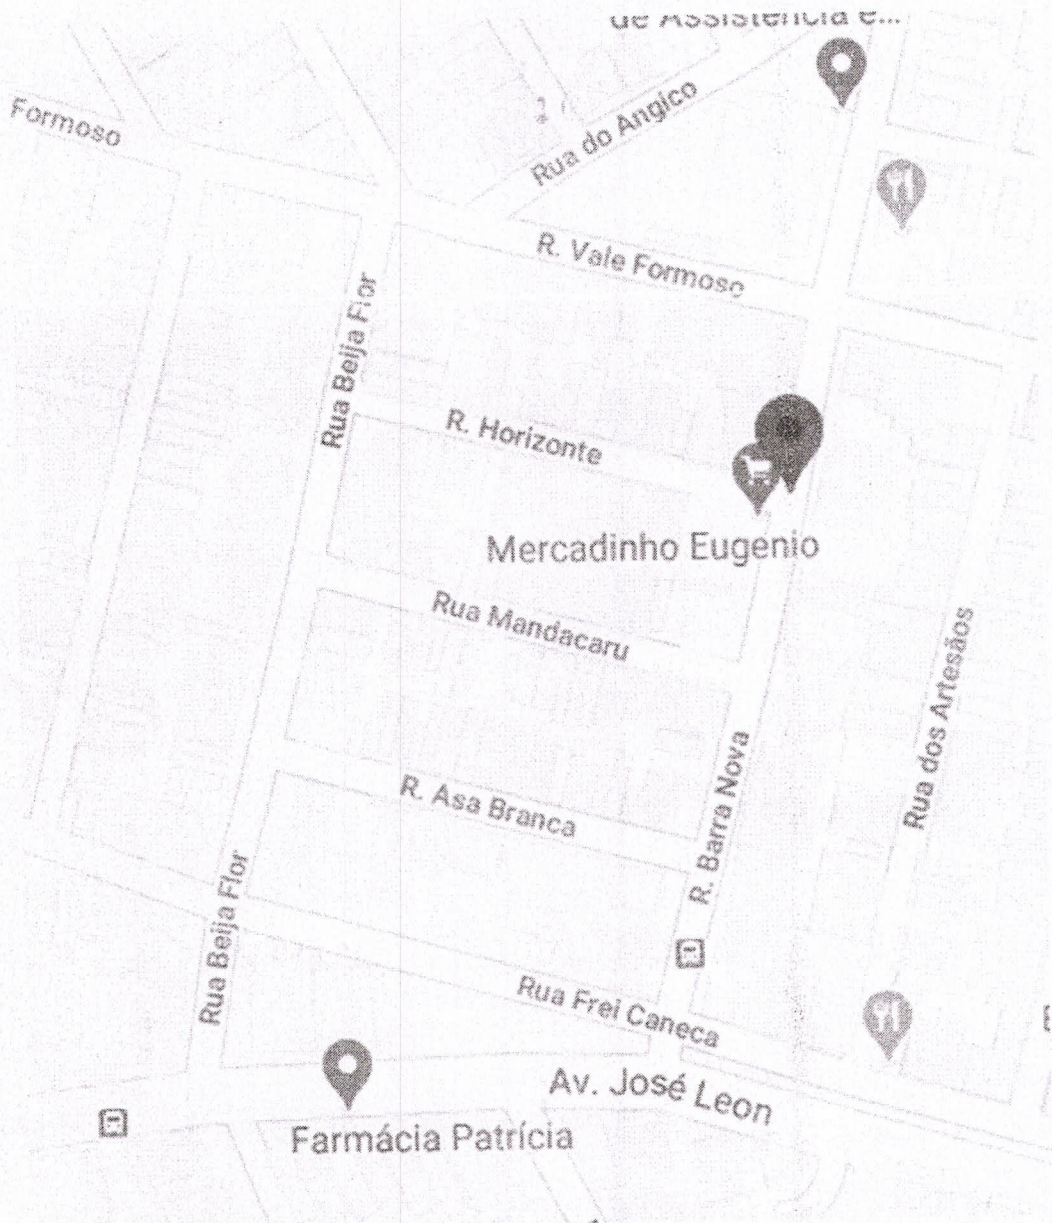 de Assistência e...
Formoso
Rua do Angico
R. Vale Formoso
Rua Beija Flor
R. Horizonte
Mercadinho Eugenio
Rua Mandacaru
Rua dos Artesãos
R. Asa Branca
R. Barra Nova
Rua Beija Flor
Rua Frei Caneca
Av. José Leon
Farmácia Patrícia